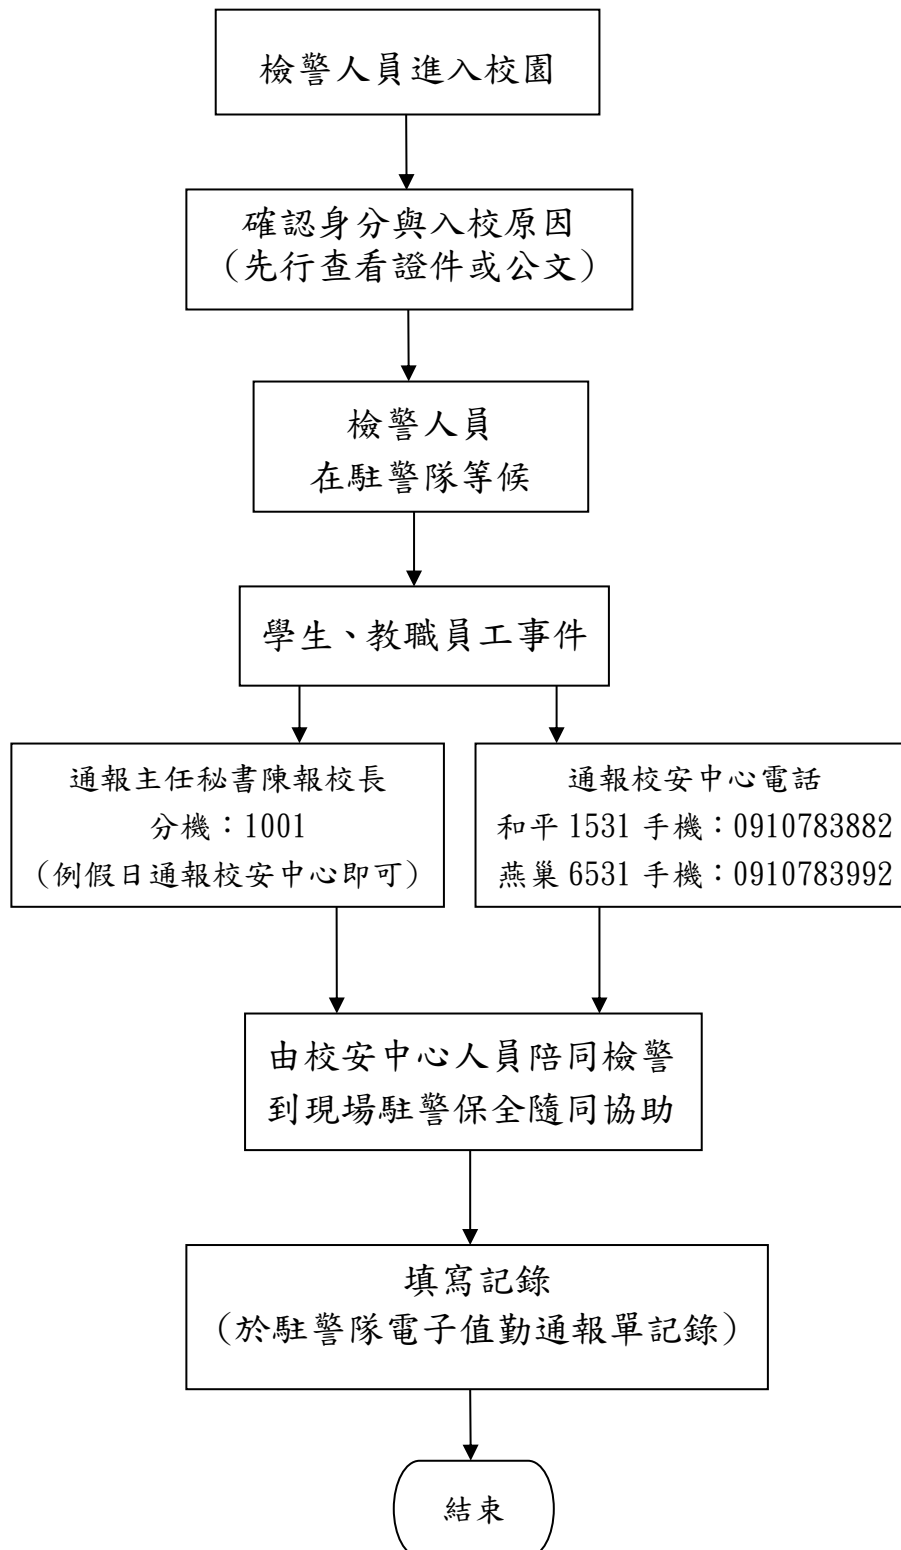 檢警人員進入校園
確認身分與入校原因
（先行查看證件或公文）
檢警人員
在駐警隊等候
學生、教職員工事件
通報主任秘書陳報校長
分機：1001
（例假日通報校安中心即可）
通報校安中心電話
和平 1531 手機：0910783882
燕巢 6531 手機：0910783992
由校安中心人員陪同檢警
到現場駐警保全隨同協助
填寫記錄
（於駐警隊電子值勤通報單記錄）
結束